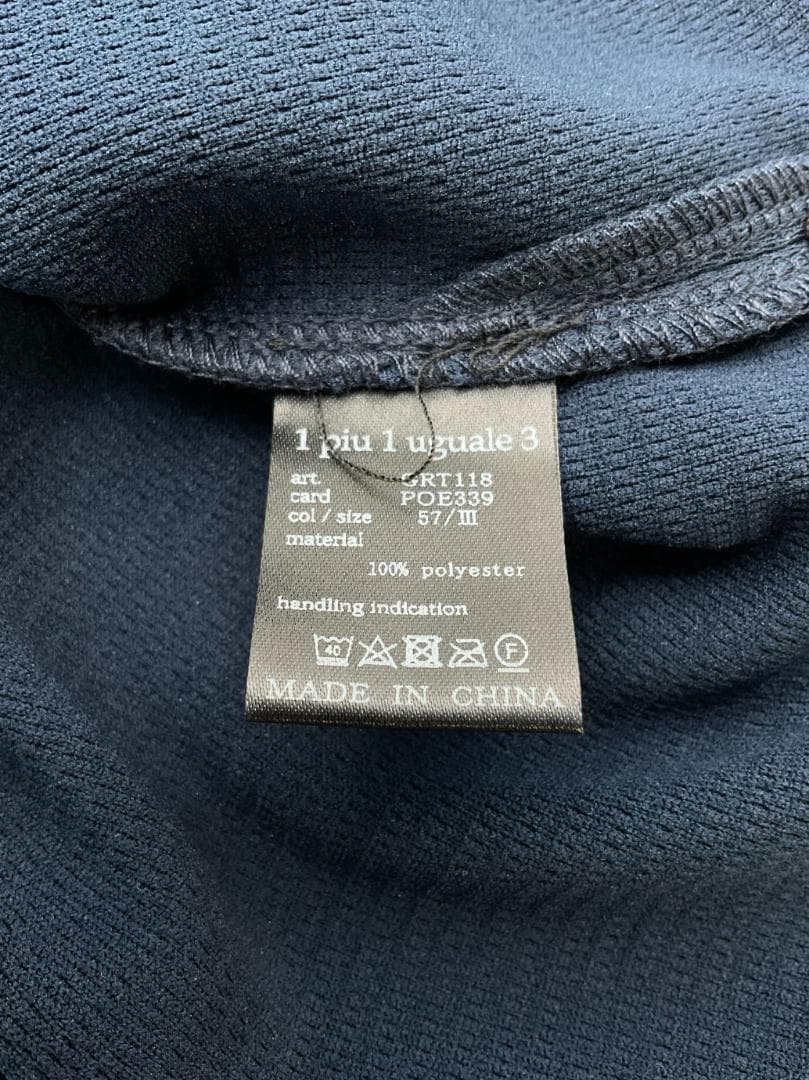 1 piu 1 uguale 3
art. GRT118
card POE339
col / size 57/III
material
100% polyester
handling indication
40 F
MADE IN CHINA